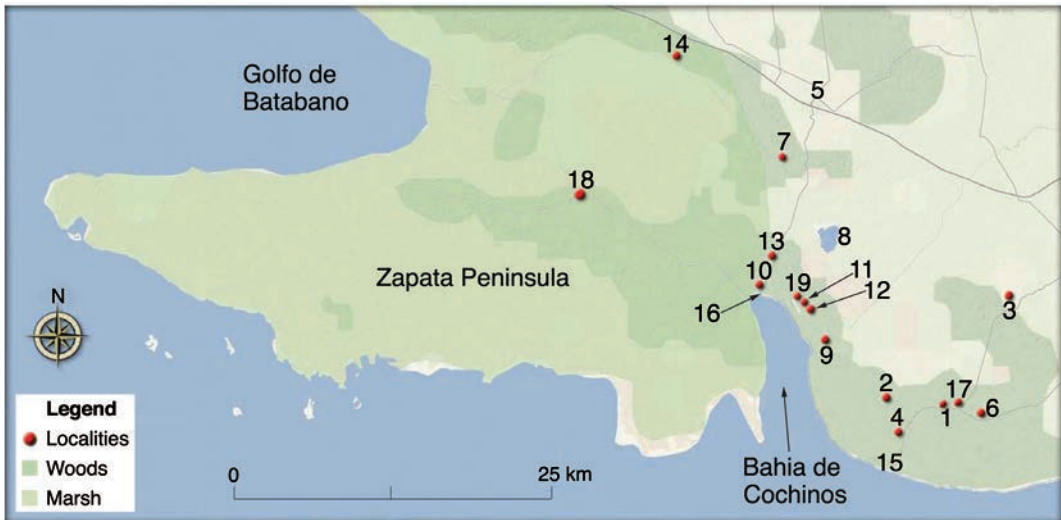 14
Golfo de
Batabano
5
7
18
13
8
Zapata Peninsula
10
19
11
12
16
3
N
9
2
17
1
6
4
Legend
Localities
Woods
Marsh
0
25 km
15
Bahia de
Cochinos